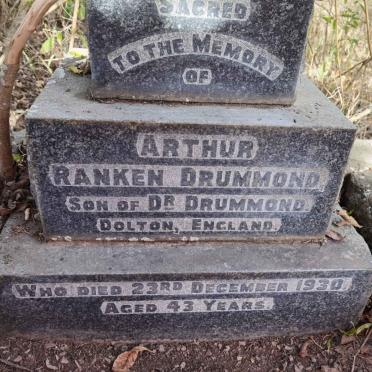 SACRED
TO THE MEMORY
OF
ARTHUR
RANKEN DRUMMOND
SON OF DR DRUMMOND
DOLTON, ENGLAND.
WHO DIED 23RD DECEMBER 1930.
AGED 43 YEARS.